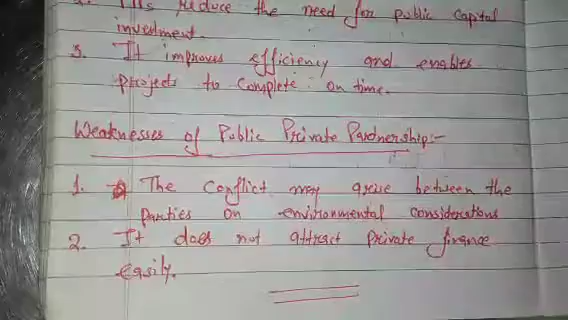 reduce the need for public capital
investment.
3. It improves efficiency and enables
projects to complete on time.
Weaknesses of Public Private Partnership:-
1. The Conflict may arise between the
parties on environmental considerations
2. It does not attract private finance
easily.